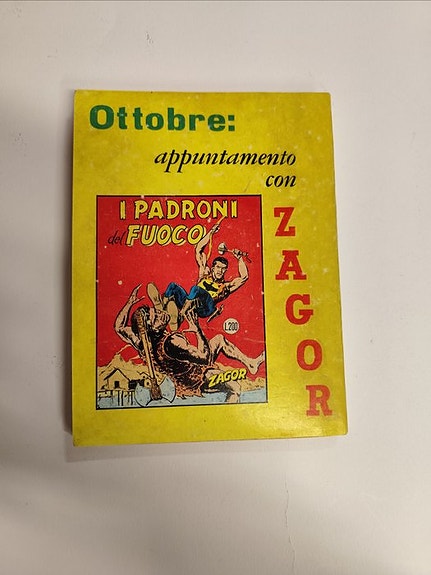 Ottobre:
appuntamento
con
ZAGOR
I PADRONI
del FUOCO
L.200
ZAGOR